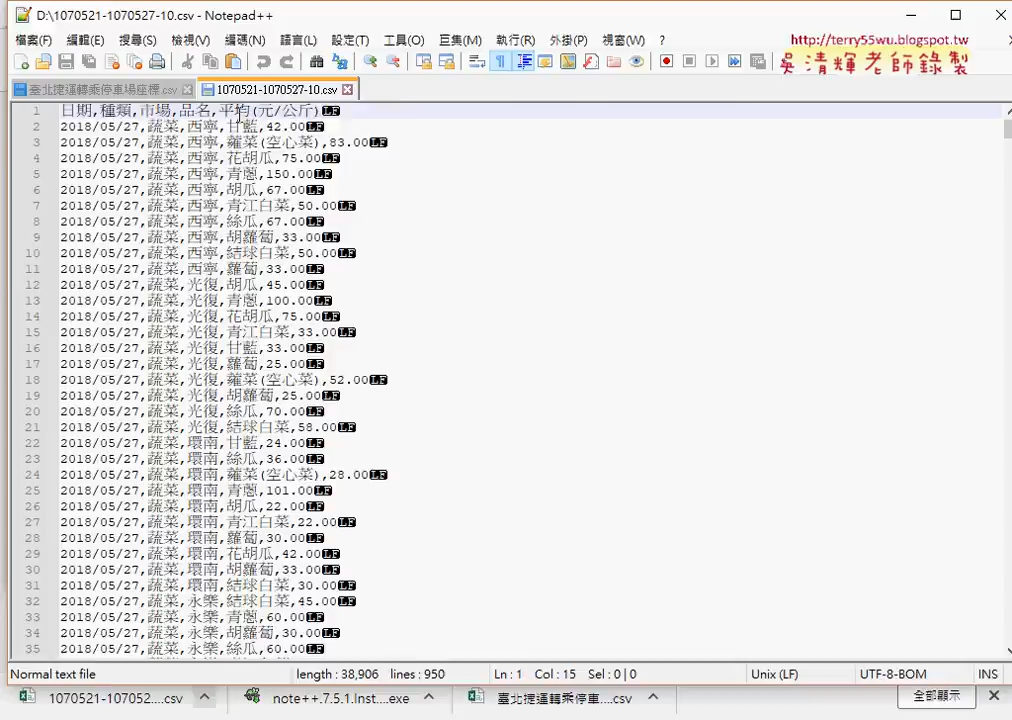 D:\1070521-1070527-10.csv - Notepad++
檔案(F) 編輯(E) 搜尋(S) 檢視(V) 編碼(N) 語言(L) 設定(T) 工具(O) 巨集(M) 執行(R) 外掛(P) 視窗(W) ?
http://terry55wu.blogspot.tw
吳清輝老師錄製
臺北捷運轉乘停車場座標.csv 1070521-1070527-10.csv
1 日期,種類,市場,品名,平均(元/公斤)LF
2 2018/05/27,蔬菜,西寧,甘藍,42.00LF
3 2018/05/27,蔬菜,西寧,蕹菜(空心菜),83.00LF
4 2018/05/27,蔬菜,西寧,花胡瓜,75.00LF
5 2018/05/27,蔬菜,西寧,青蔥,150.00LF
6 2018/05/27,蔬菜,西寧,胡瓜,67.00LF
7 2018/05/27,蔬菜,西寧,青江白菜,50.00LF
8 2018/05/27,蔬菜,西寧,絲瓜,67.00LF
9 2018/05/27,蔬菜,西寧,胡蘿蔔,33.00LF
10 2018/05/27,蔬菜,西寧,結球白菜,50.00LF
11 2018/05/27,蔬菜,西寧,蘿蔔,33.00LF
12 2018/05/27,蔬菜,光復,胡瓜,45.00LF
13 2018/05/27,蔬菜,光復,青蔥,100.00LF
14 2018/05/27,蔬菜,光復,花胡瓜,75.00LF
15 2018/05/27,蔬菜,光復,青江白菜,33.00LF
16 2018/05/27,蔬菜,光復,甘藍,33.00LF
17 2018/05/27,蔬菜,光復,蘿蔔,25.00LF
18 2018/05/27,蔬菜,光復,蕹菜(空心菜),52.00LF
19 2018/05/27,蔬菜,光復,胡蘿蔔,25.00LF
20 2018/05/27,蔬菜,光復,絲瓜,70.00LF
21 2018/05/27,蔬菜,光復,結球白菜,58.00LF
22 2018/05/27,蔬菜,環南,甘藍,24.00LF
23 2018/05/27,蔬菜,環南,絲瓜,36.00LF
24 2018/05/27,蔬菜,環南,蕹菜(空心菜),28.00LF
25 2018/05/27,蔬菜,環南,青蔥,101.00LF
26 2018/05/27,蔬菜,環南,胡瓜,22.00LF
27 2018/05/27,蔬菜,環南,青江白菜,22.00LF
28 2018/05/27,蔬菜,環南,蘿蔔,30.00LF
29 2018/05/27,蔬菜,環南,花胡瓜,42.00LF
30 2018/05/27,蔬菜,環南,胡蘿蔔,33.00LF
31 2018/05/27,蔬菜,環南,結球白菜,30.00LF
32 2018/05/27,蔬菜,永樂,結球白菜,45.00LF
33 2018/05/27,蔬菜,永樂,青蔥,60.00LF
34 2018/05/27,蔬菜,永樂,胡蘿蔔,30.00LF
35 2018/05/27,蔬菜,永樂,絲瓜,60.00LF
Normal text file length : 38,906 lines : 950 Ln : 1 Col : 15 Sel : 0 | 0 Unix (LF) UTF-8-BOM INS
1070521-107052....csv note++.7.5.1.Inst....exe 臺北捷運轉乘停車....csv 全部顯示